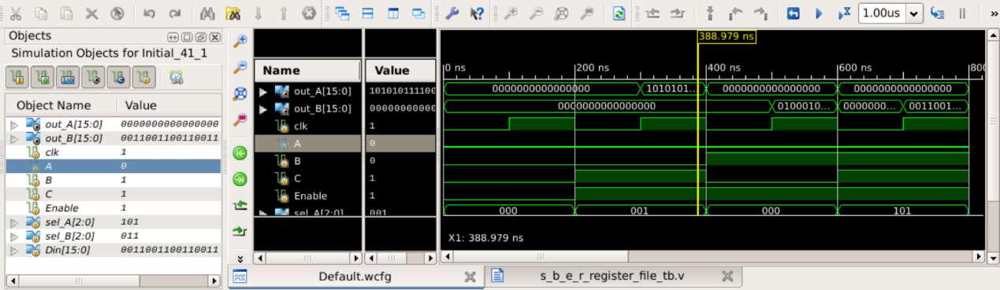 1.00us
»
Objects
Simulation Objects for Initial_41_1
Object Name Value
out_A[15:0] 0000000000000000
out_B[15:0] 0011001100110011
clk 1
A 0
B 1
C 1
Enable 1
sel_A[2:0] 101
sel_B[2:0] 011
Din[15:0] 0011001100110011
»
Name Value
out_A[15:0] 101010111100
out_B[15:0] 000000000000
clk 1
A 0
B 0
C 1
Enable 1
sel_A[2:0] 001
388.979 ns
0 ns 200 ns 400 ns 600 ns 800
0000000000000000 1010101... 0000000000000000 0000000000000000
0000000000000000 0100010... 0000000... 0011001...
000 001 000 101
X1: 388.979 ns
Default.wcfg s_b_e_r_register_file_tb.v